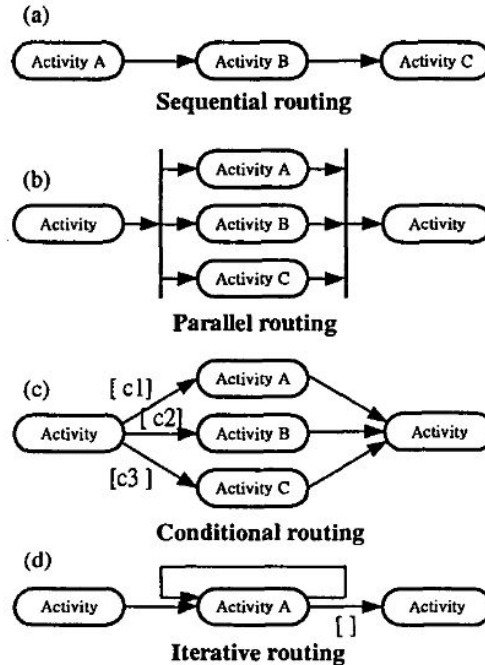 (a)
Activity A Activity B Activity C
Sequential routing
(b)
Activity A
Activity Activity B Activity
Activity C
Parallel routing
(c)
[ c1] Activity A
[ c2]
Activity Activity B Activity
[c3 ] Activity C
Conditional routing
(d)
Activity Activity A Activity
[ ]
Iterative routing